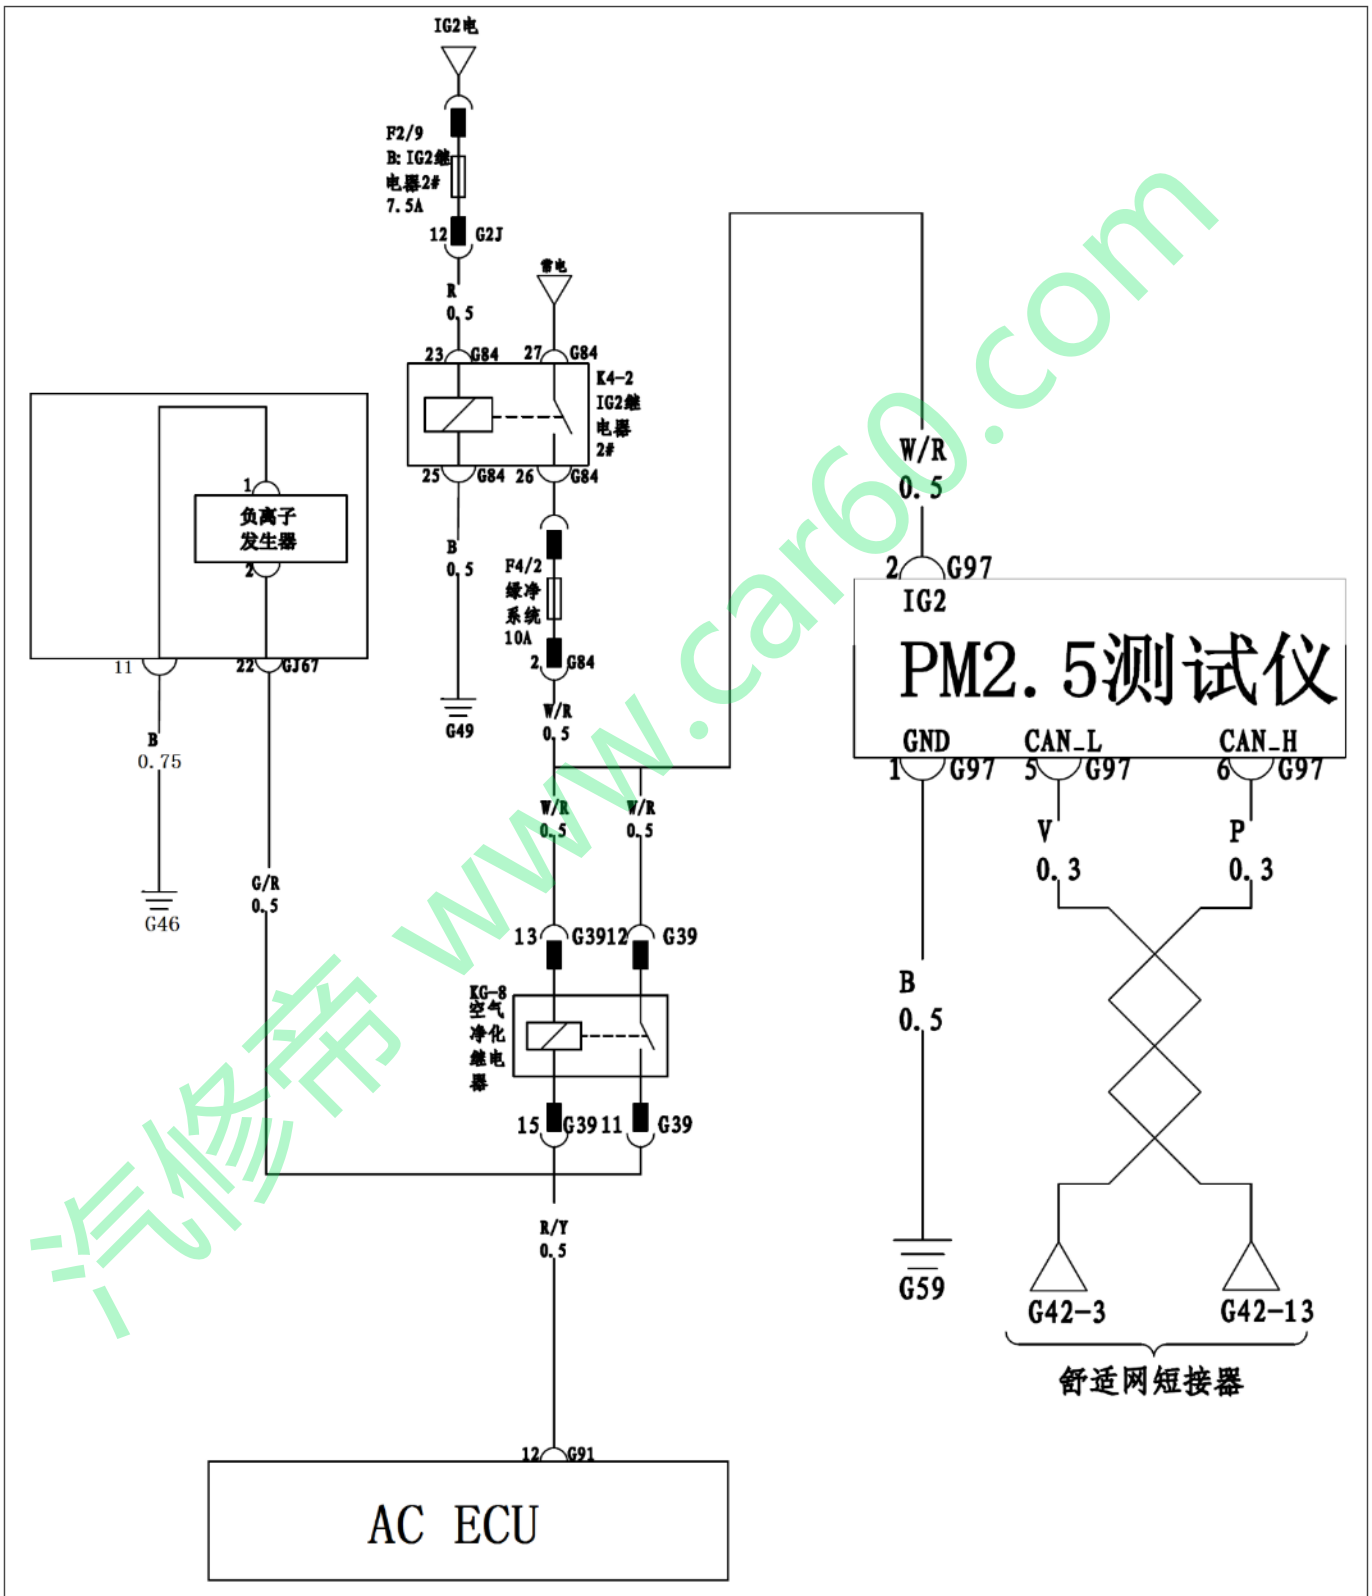 IG2电
F2/9
B:IG2继
电器2#
7.5A
12 G2J
常电
R
0.5
23 G84 27 G84
K4-2
IG2继
电器
2#
25 G84 26 G84
W/R
0.5
1
负离子
发生器
2
B
0.5
F4/2
绿净
系统
10A
2 G97
IG2
PM2.5测试仪
GND CAN_L CAN_H
1 G97 5 G97 6 G97
11 22 GJ67
2 G84
G49
W/R
0.5
B
0.75
W/R W/R
0.5 0.5
V P
0.3 0.3
G/R
0.5
G46
13 G39 12 G39
KG-8
空气
净化
继电
器
B
0.5
15 G39 11 G39
R/Y
0.5
G59
G42-3 G42-13
舒适网短接器
12 G91
AC ECU
汽修帝 www.car60.com